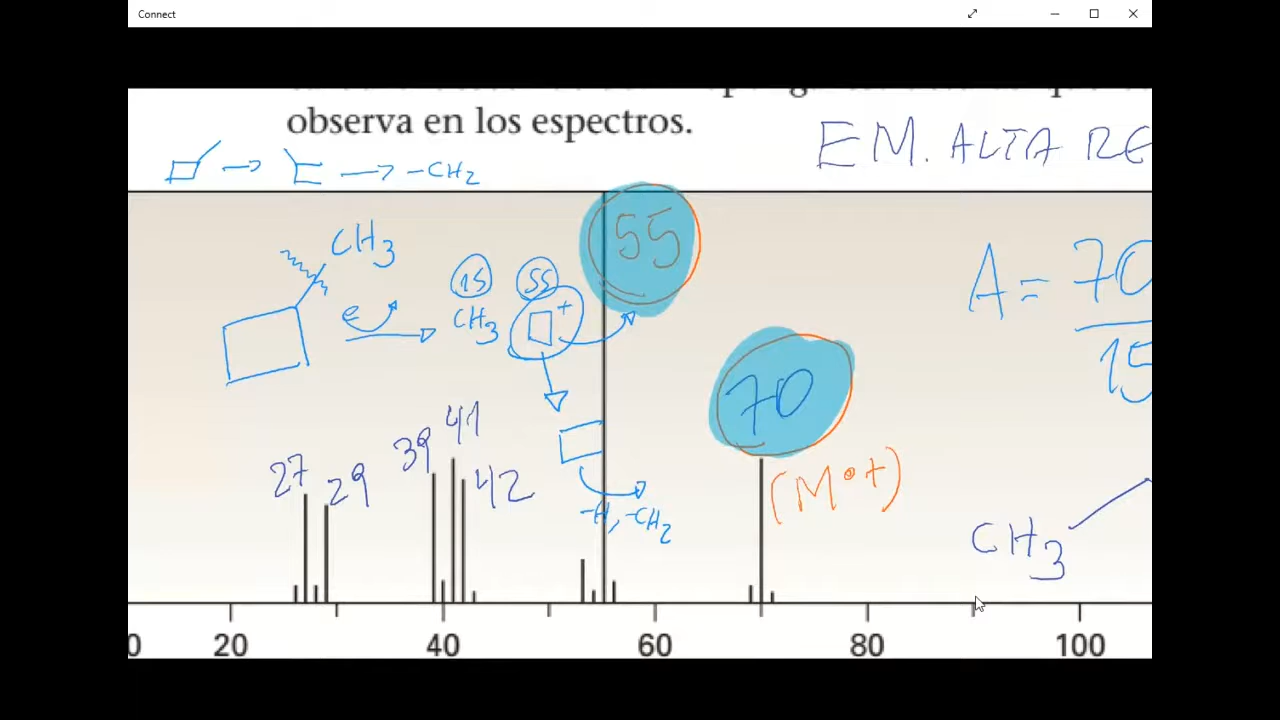 Connect
observa en los espectros.
EM. ALTA RE
→ → -CH2
CH3
15 55
e → CH3 +
55
A = 70
15
70
41
39
27
29
42
(M•+)
-H, -CH2
CH3
0 20 40 60 80 100